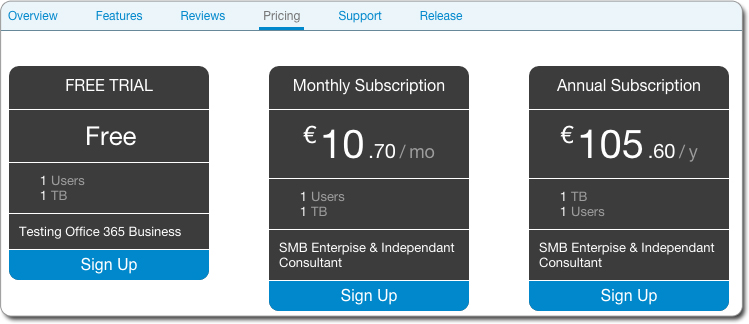 Overview Features Reviews Pricing Support Release
FREE TRIAL
Free
1 Users
1 TB
Testing Office 365 Business
Sign Up
Monthly Subscription
€ 10 .70 / mo
1 Users
1 TB
SMB Enterpise & Independant
Consultant
Sign Up
Annual Subscription
€ 105 .60 / y
1 TB
1 Users
SMB Enterpise & Independant
Consultant
Sign Up